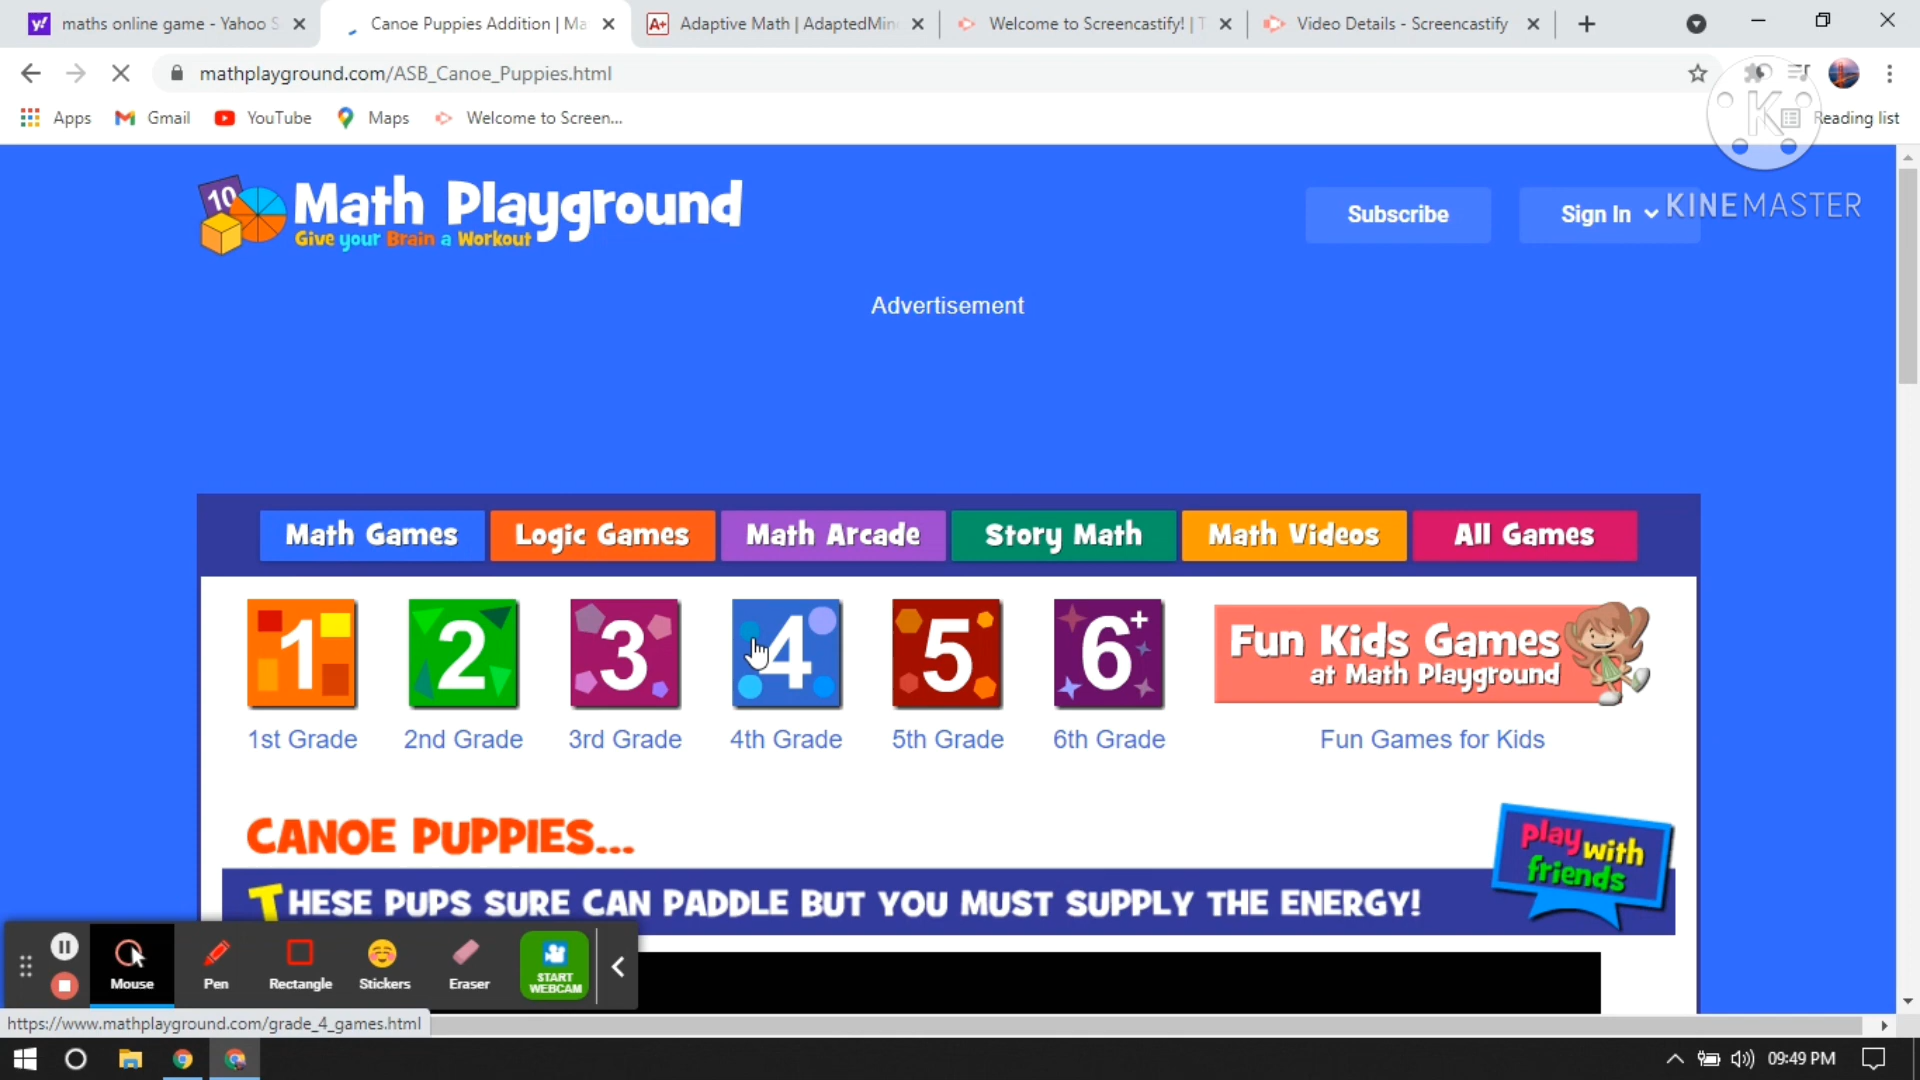 maths online game - Yahoo S
Canoe Puppies Addition | Ma
Adaptive Math | AdaptedMin
Welcome to Screencastify! | T
Video Details - Screencastify
mathplayground.com/ASB_Canoe_Puppies.html
Apps
Gmail
YouTube
Maps
Welcome to Screen...
Reading list
K
KINEMASTER
10
Math Playground
Give your Brain a Workout
Subscribe
Sign In
Advertisement
Math Games
Logic Games
Math Arcade
Story Math
Math Videos
All Games
1
2
3
4
5
6+
Fun Kids Games
at Math Playground
1st Grade
2nd Grade
3rd Grade
4th Grade
5th Grade
6th Grade
Fun Games for Kids
CANOE PUPPIES...
play with
friends
THESE PUPS SURE CAN PADDLE BUT YOU MUST SUPPLY THE ENERGY!
Mouse
Pen
Rectangle
Stickers
Eraser
START
WEBCAM
https://www.mathplayground.com/grade_4_games.html
09:49 PM